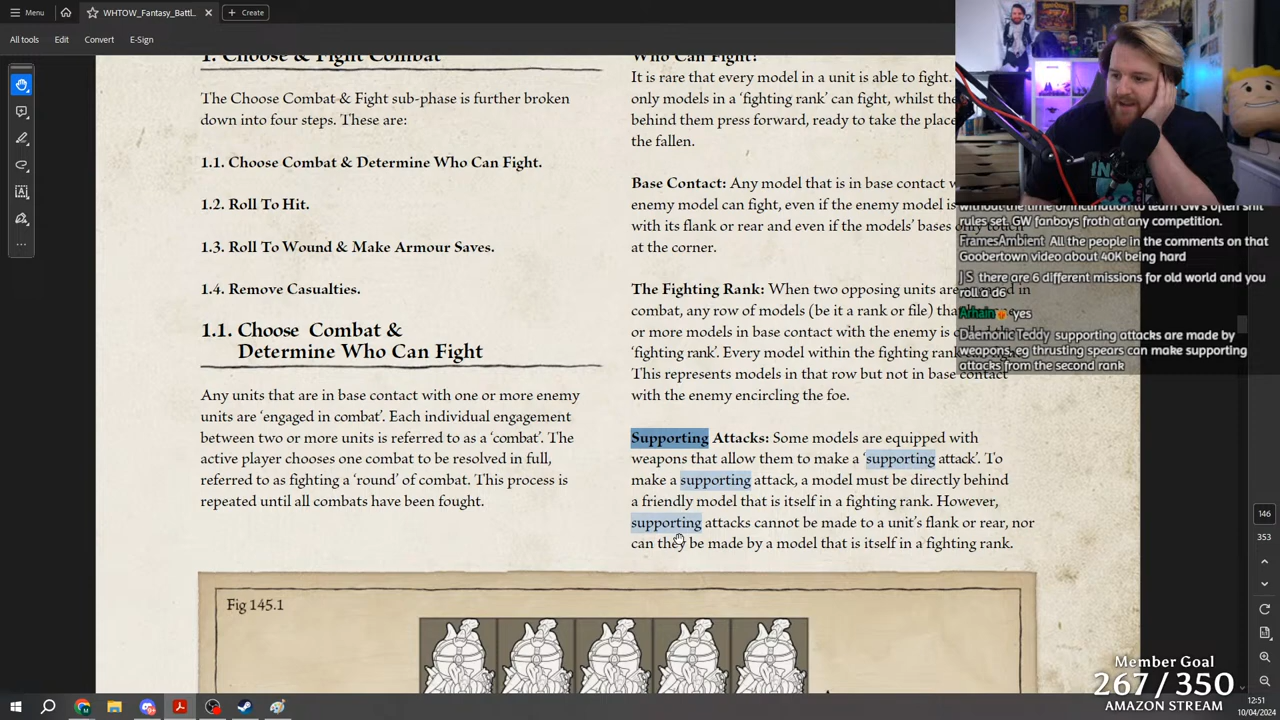 Menu
WHTOW_Fantasy_Battl...
Create
All tools
Edit
Convert
E-Sign
1. Choose & Fight Combat
The Choose Combat & Fight sub-phase is further broken
down into four steps. These are:
1.1. Choose Combat & Determine Who Can Fight.
1.2. Roll To Hit.
1.3. Roll To Wound & Make Armour Saves.
1.4. Remove Casualties.
1.1. Choose Combat &
Determine Who Can Fight
Any units that are in base contact with one or more enemy
units are ‘engaged in combat’. Each individual engagement
between two or more units is referred to as a ‘combat’. The
active player chooses one combat to be resolved in full,
referred to as fighting a ‘round’ of combat. This process is
repeated until all combats have been fought.
Who Can Fight?
It is rare that every model in a unit is able to fight.
only models in a ‘fighting rank’ can fight, whilst
behind them press forward, ready to take the place
the fallen.
Base Contact: Any model that is in base contact
enemy model can fight, even if the enemy model is
with its flank or rear and even if the models’ bases only touch
at the corner.
The Fighting Rank: When two opposing units are in
combat, any row of models (be it a rank or file)
or more models in base contact with the enemy is
‘fighting rank’. Every model within the fighting rank
This represents models in that row but not in base contact
with the enemy encircling the foe.
Supporting Attacks: Some models are equipped with
weapons that allow them to make a ‘supporting attack’. To
make a supporting attack, a model must be directly behind
a friendly model that is itself in a fighting rank. However,
supporting attacks cannot be made to a unit’s flank or rear, nor
can they be made by a model that is itself in a fighting rank.
Fig 145.1
without the time or inclination to learn GW's often shit
rules set. GW fanboys froth at any competition.
FramesAmbient All the people in the comments on that
Goobertown video about 40K being hard
J S there are 6 different missions for old world and you
roll a d6
Arhain yes
Daemonic Teddy supporting attacks are made by
weapons, eg thrusting spears can make supporting
attacks from the second rank
146
353
Member Goal
267/350
AMAZON STREAM
12:51
10/04/2024